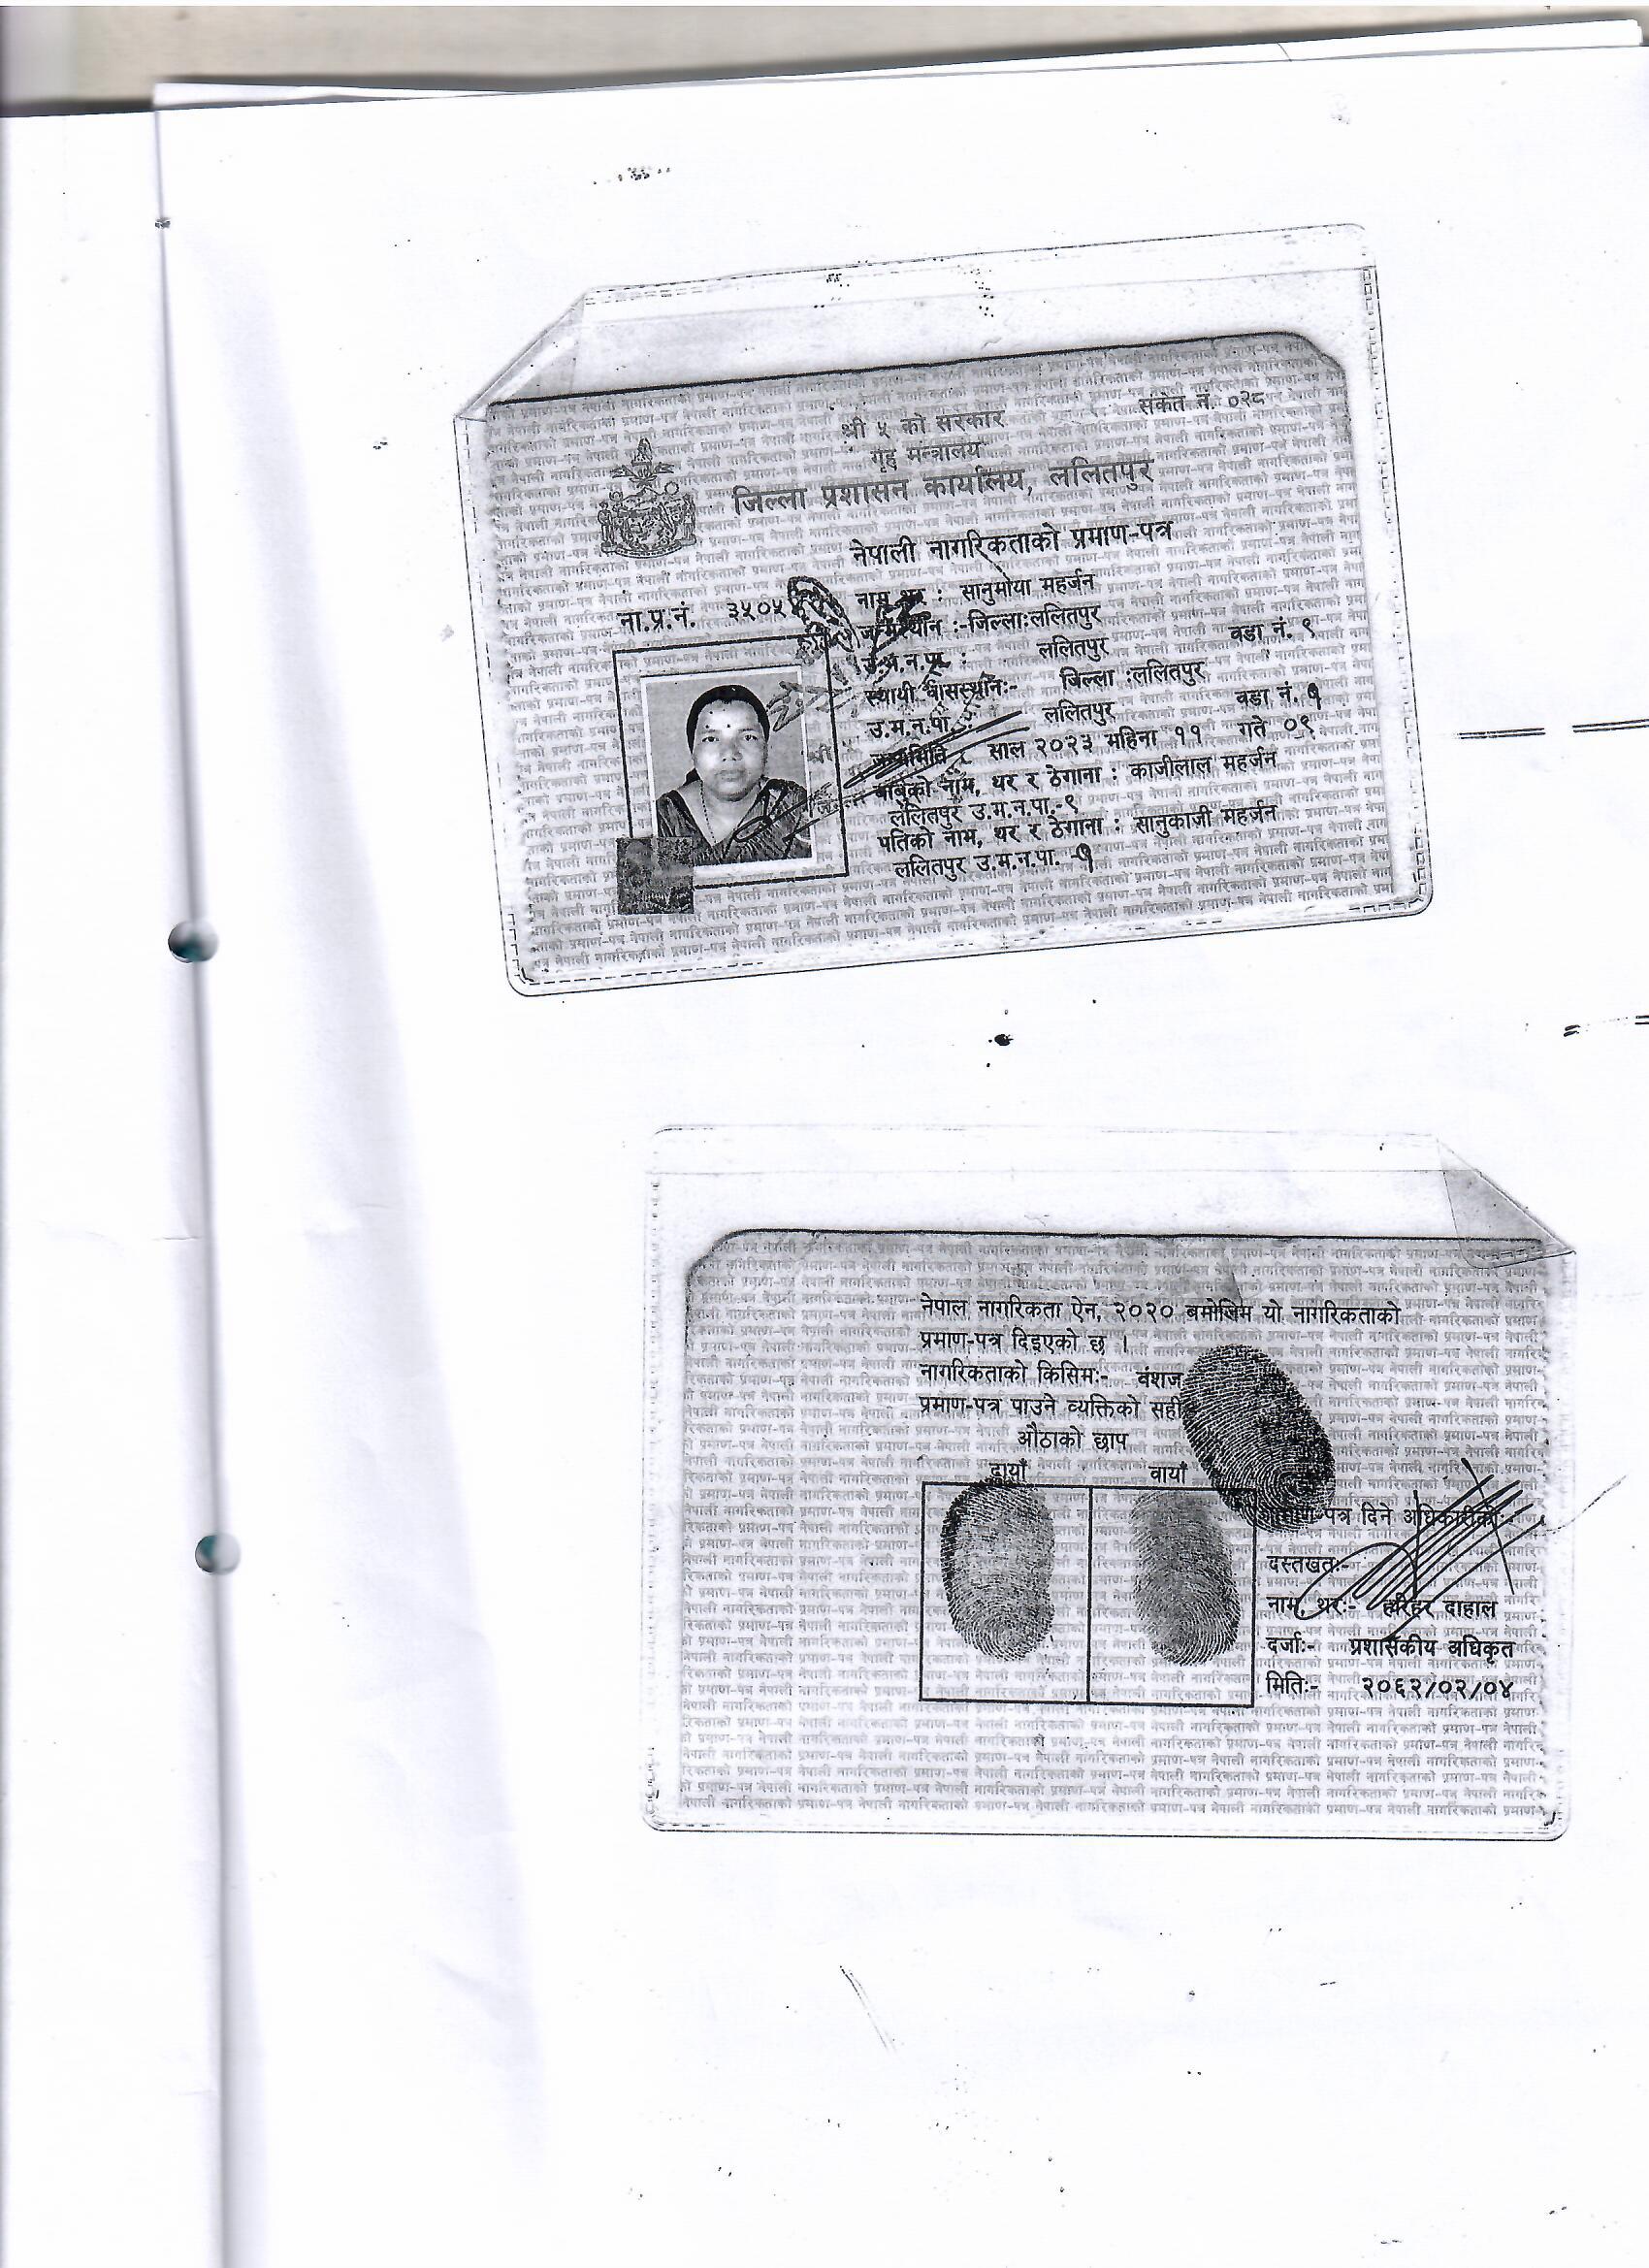 संकेत नं. ०२८
श्री ५ को सरकार
गृह मन्त्रालय
जिल्ला प्रशासन कार्यालय, ललितपुर
नेपाली नागरिकताको प्रमाण-पत्र
ना.प्र.नं. ३५०५
नाम थर : सानुमाया महर्जन
जन्मस्थान :-जिल्ला:ललितपुर
उ.म.न.पा. : ललितपुर वडा नं. ९
स्थायी बासस्थान:- जिल्ला :ललितपुर
उ.म.न.पा. : ललितपुर वडा नं. १
जन्ममिति साल २०२३ महिना ११ गते ०९
बाबुको नाम, थर र ठेगाना : काजीलाल महर्जन
ललितपुर उ.म.न.पा.-९
पतिको नाम, थर र ठेगाना : सानुकाजी महर्जन
ललितपुर उ.म.न.पा. -१
नेपाल नागरिकता ऐन, २०२० बमोजिम यो नागरिकताको
प्रमाण-पत्र दिइएको छ ।
नागरिकताको किसिम:- वंशज
प्रमाण-पत्र पाउने व्यक्तिको सही
औठाको छाप
दायाँ वायाँ
प्रमाण-पत्र दिने अधिकारीको:-
दस्तखत:-
नाम, थर:- हरिहर दाहाल
दर्जा:- प्रशासकीय अधिकृत
मिति:- २०६२/०२/०४